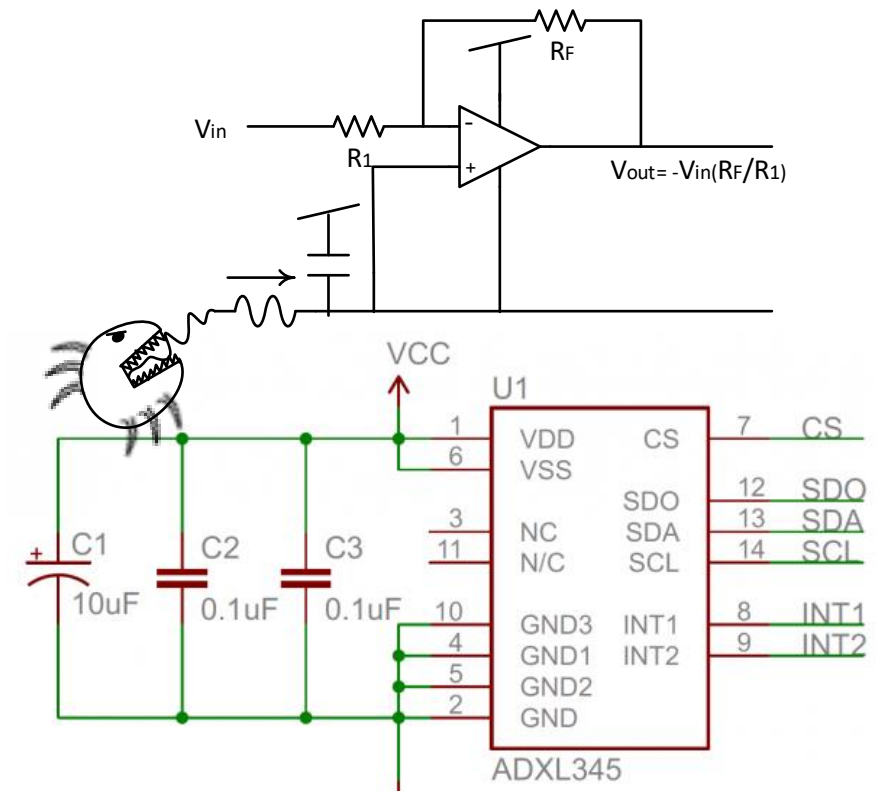 RF
Vin
R1
-
+
Vout= -Vin(RF/R1)
VCC
U1
1 VDD CS 7 CS
6 VSS
SDO 12 SDO
3 NC SDA 13 SDA
11 N/C SCL 14 SCL
+ C1 C2 C3
10uF 0.1uF 0.1uF
10 GND3 INT1 8 INT1
4 GND1 INT2 9 INT2
5 GND2
2 GND
ADXL345